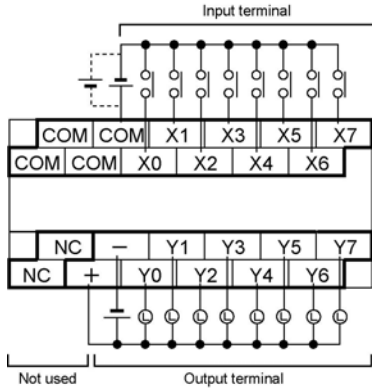 Input terminal
COM COM X1 X3 X5 X7
COM COM X0 X2 X4 X6
NC − Y1 Y3 Y5 Y7
NC + Y0 Y2 Y4 Y6
L L L L L L L L
Not used Output terminal